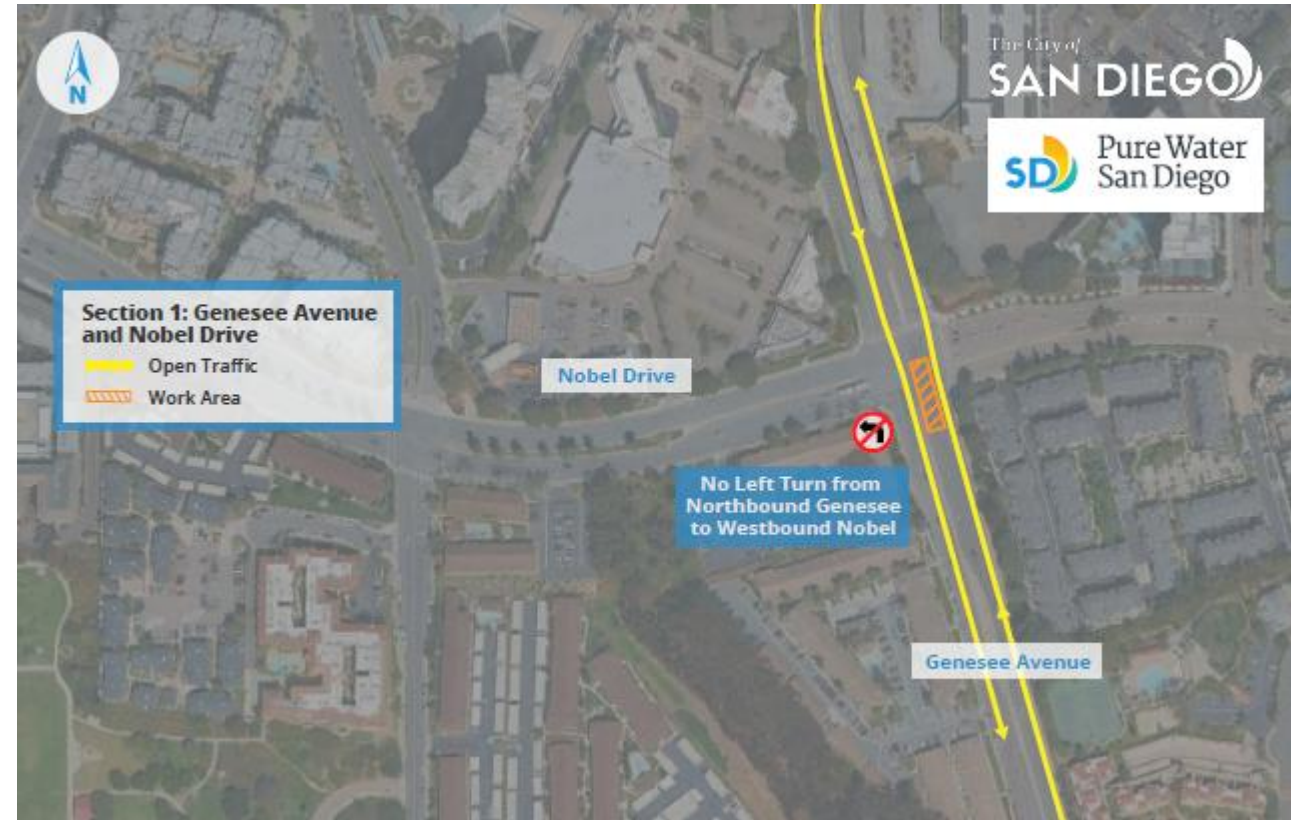 N
The City of
SAN DIEGO
SD
Pure Water
San Diego
Section 1: Genesee Avenue
and Nobel Drive
Open Traffic
Work Area
Nobel Drive
No Left Turn from
Northbound Genesee
to Westbound Nobel
Genesee Avenue